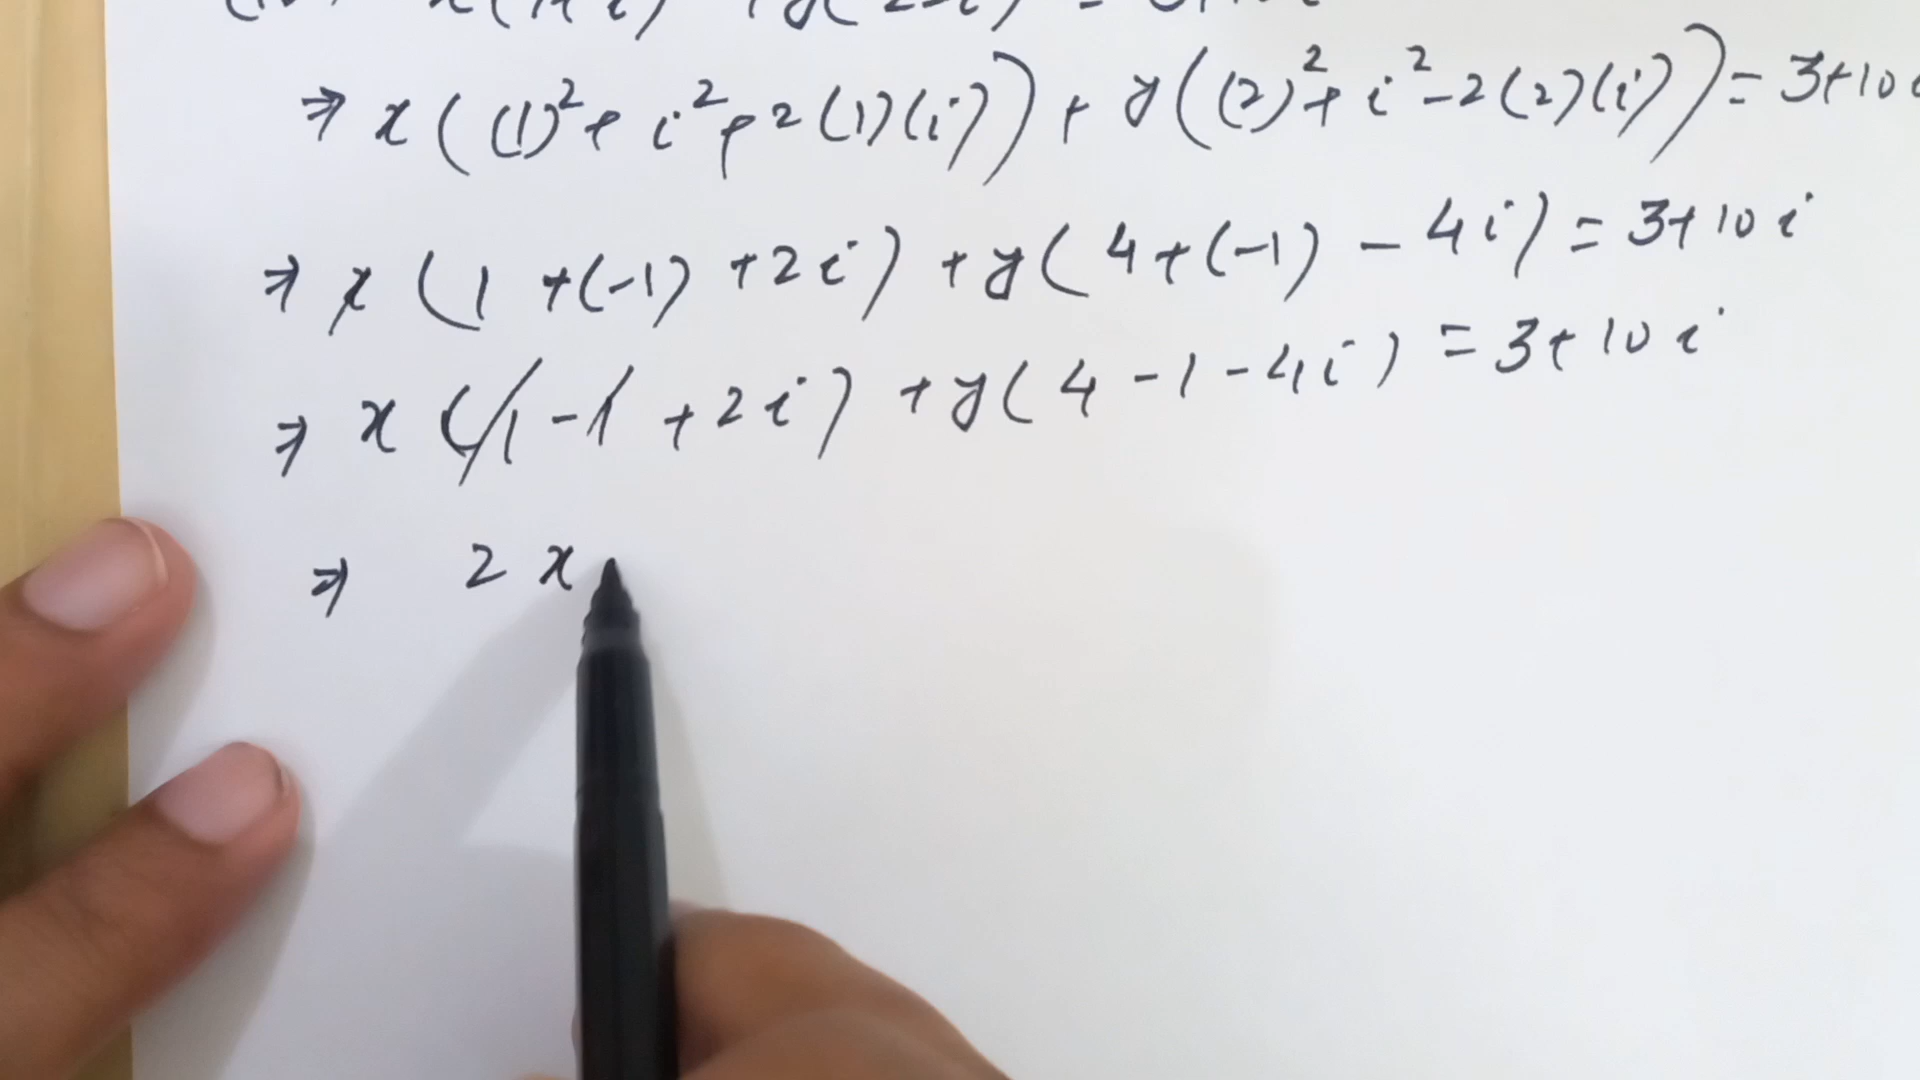 ⇒ x((1)²+i²+2(1)(i)) + y((2)²+i²-2(2)(i)) = 3+10i
⇒ x(1+(-1)+2i)+y(4+(-1)-4i)=3+10i
⇒ x(1-1+2i)+y(4-1-4i)=3+10i
⇒ 2x